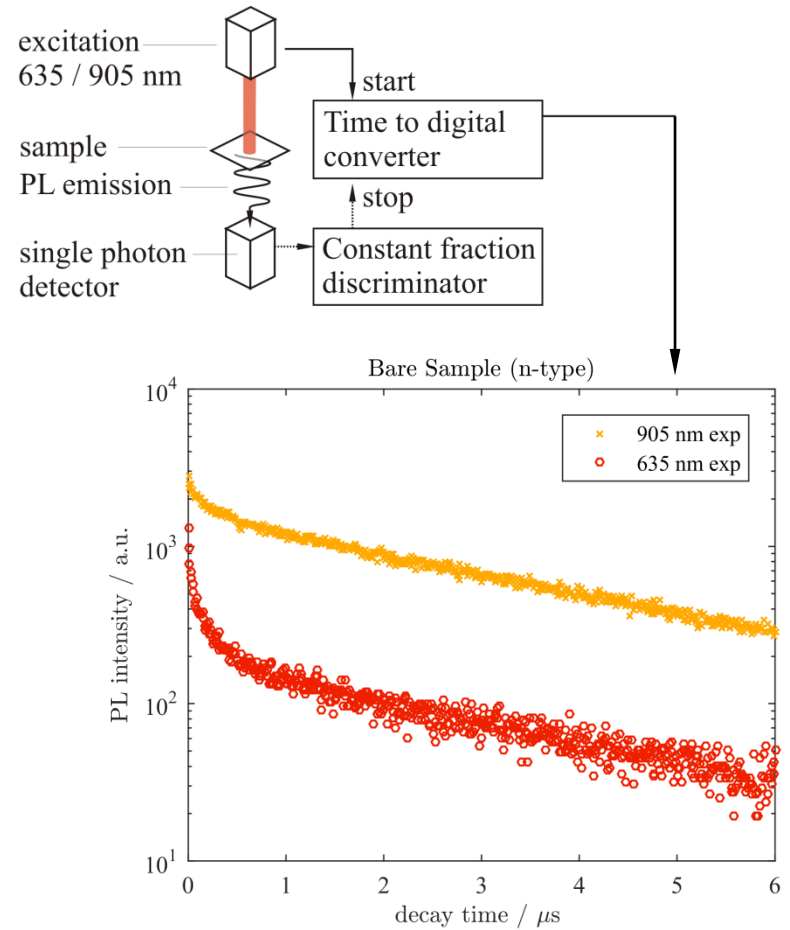 excitation
635 / 905 nm
start
Time to digital
converter
sample
PL emission
stop
single photon
detector
Constant fraction
discriminator
Bare Sample (n-type)
905 nm exp
635 nm exp
PL intensity / a.u.
10^4
10^3
10^2
10^1
0 1 2 3 4 5 6
decay time / μs